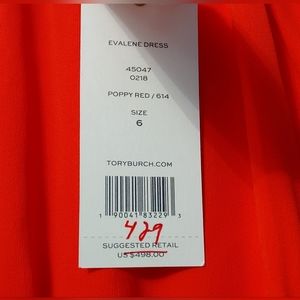 EVALENE DRESS
45047
0218
POPPY RED / 614
SIZE
6
TORYBURCH.COM
1 90041 83229 3
429
SUGGESTED RETAIL
US $498.00